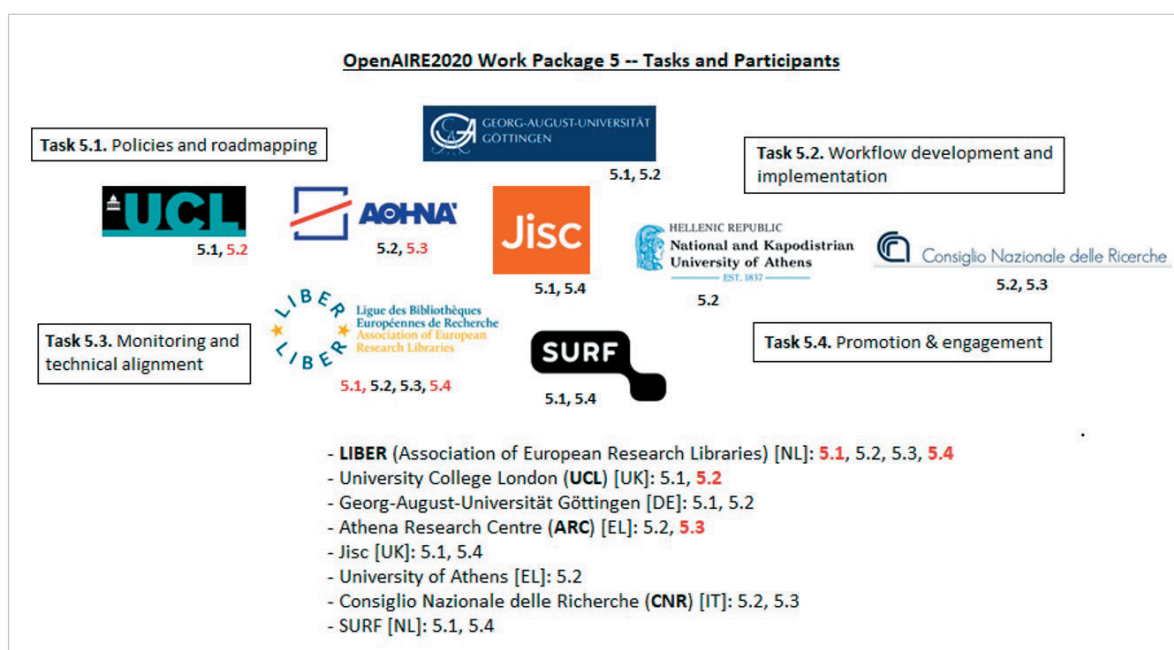 OpenAIRE2020 Work Package 5 -- Tasks and Participants
GEORG-AUGUST-UNIVERSITÄT
GÖTTINGEN
5.1, 5.2
Task 5.1. Policies and roadmapping
Task 5.2. Workflow development and
implementation
UCL
5.1, 5.2
ΑΘΗΝΑ
5.2, 5.3
Jisc
5.1, 5.4
HELLENIC REPUBLIC
National and Kapodistrian
University of Athens
EST. 1837
5.2
Consiglio Nazionale delle Ricerche
5.2, 5.3
Task 5.3. Monitoring and
technical alignment
LIBER
LIBER
Ligue des Bibliothèques
Européennes de Recherche
Association of European
Research Libraries
5.1, 5.2, 5.3, 5.4
SURF
5.1, 5.4
Task 5.4. Promotion & engagement
- LIBER (Association of European Research Libraries) [NL]: 5.1, 5.2, 5.3, 5.4
- University College London (UCL) [UK]: 5.1, 5.2
- Georg-August-Universität Göttingen [DE]: 5.1, 5.2
- Athena Research Centre (ARC) [EL]: 5.2, 5.3
- Jisc [UK]: 5.1, 5.4
- University of Athens [EL]: 5.2
- Consiglio Nazionale delle Richerche (CNR) [IT]: 5.2, 5.3
- SURF [NL]: 5.1, 5.4